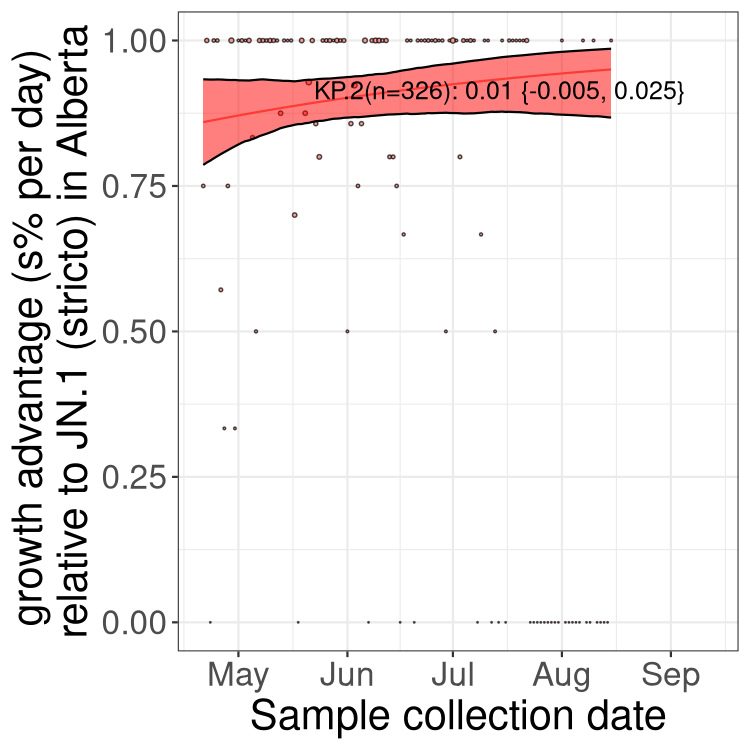 growth advantage (s% per day)
relative to JN.1 (stricto) in Alberta
1.00
0.75
0.50
0.25
0.00
KP.2(n=326): 0.01 {-0.005, 0.025}
May Jun Jul Aug Sep
Sample collection date